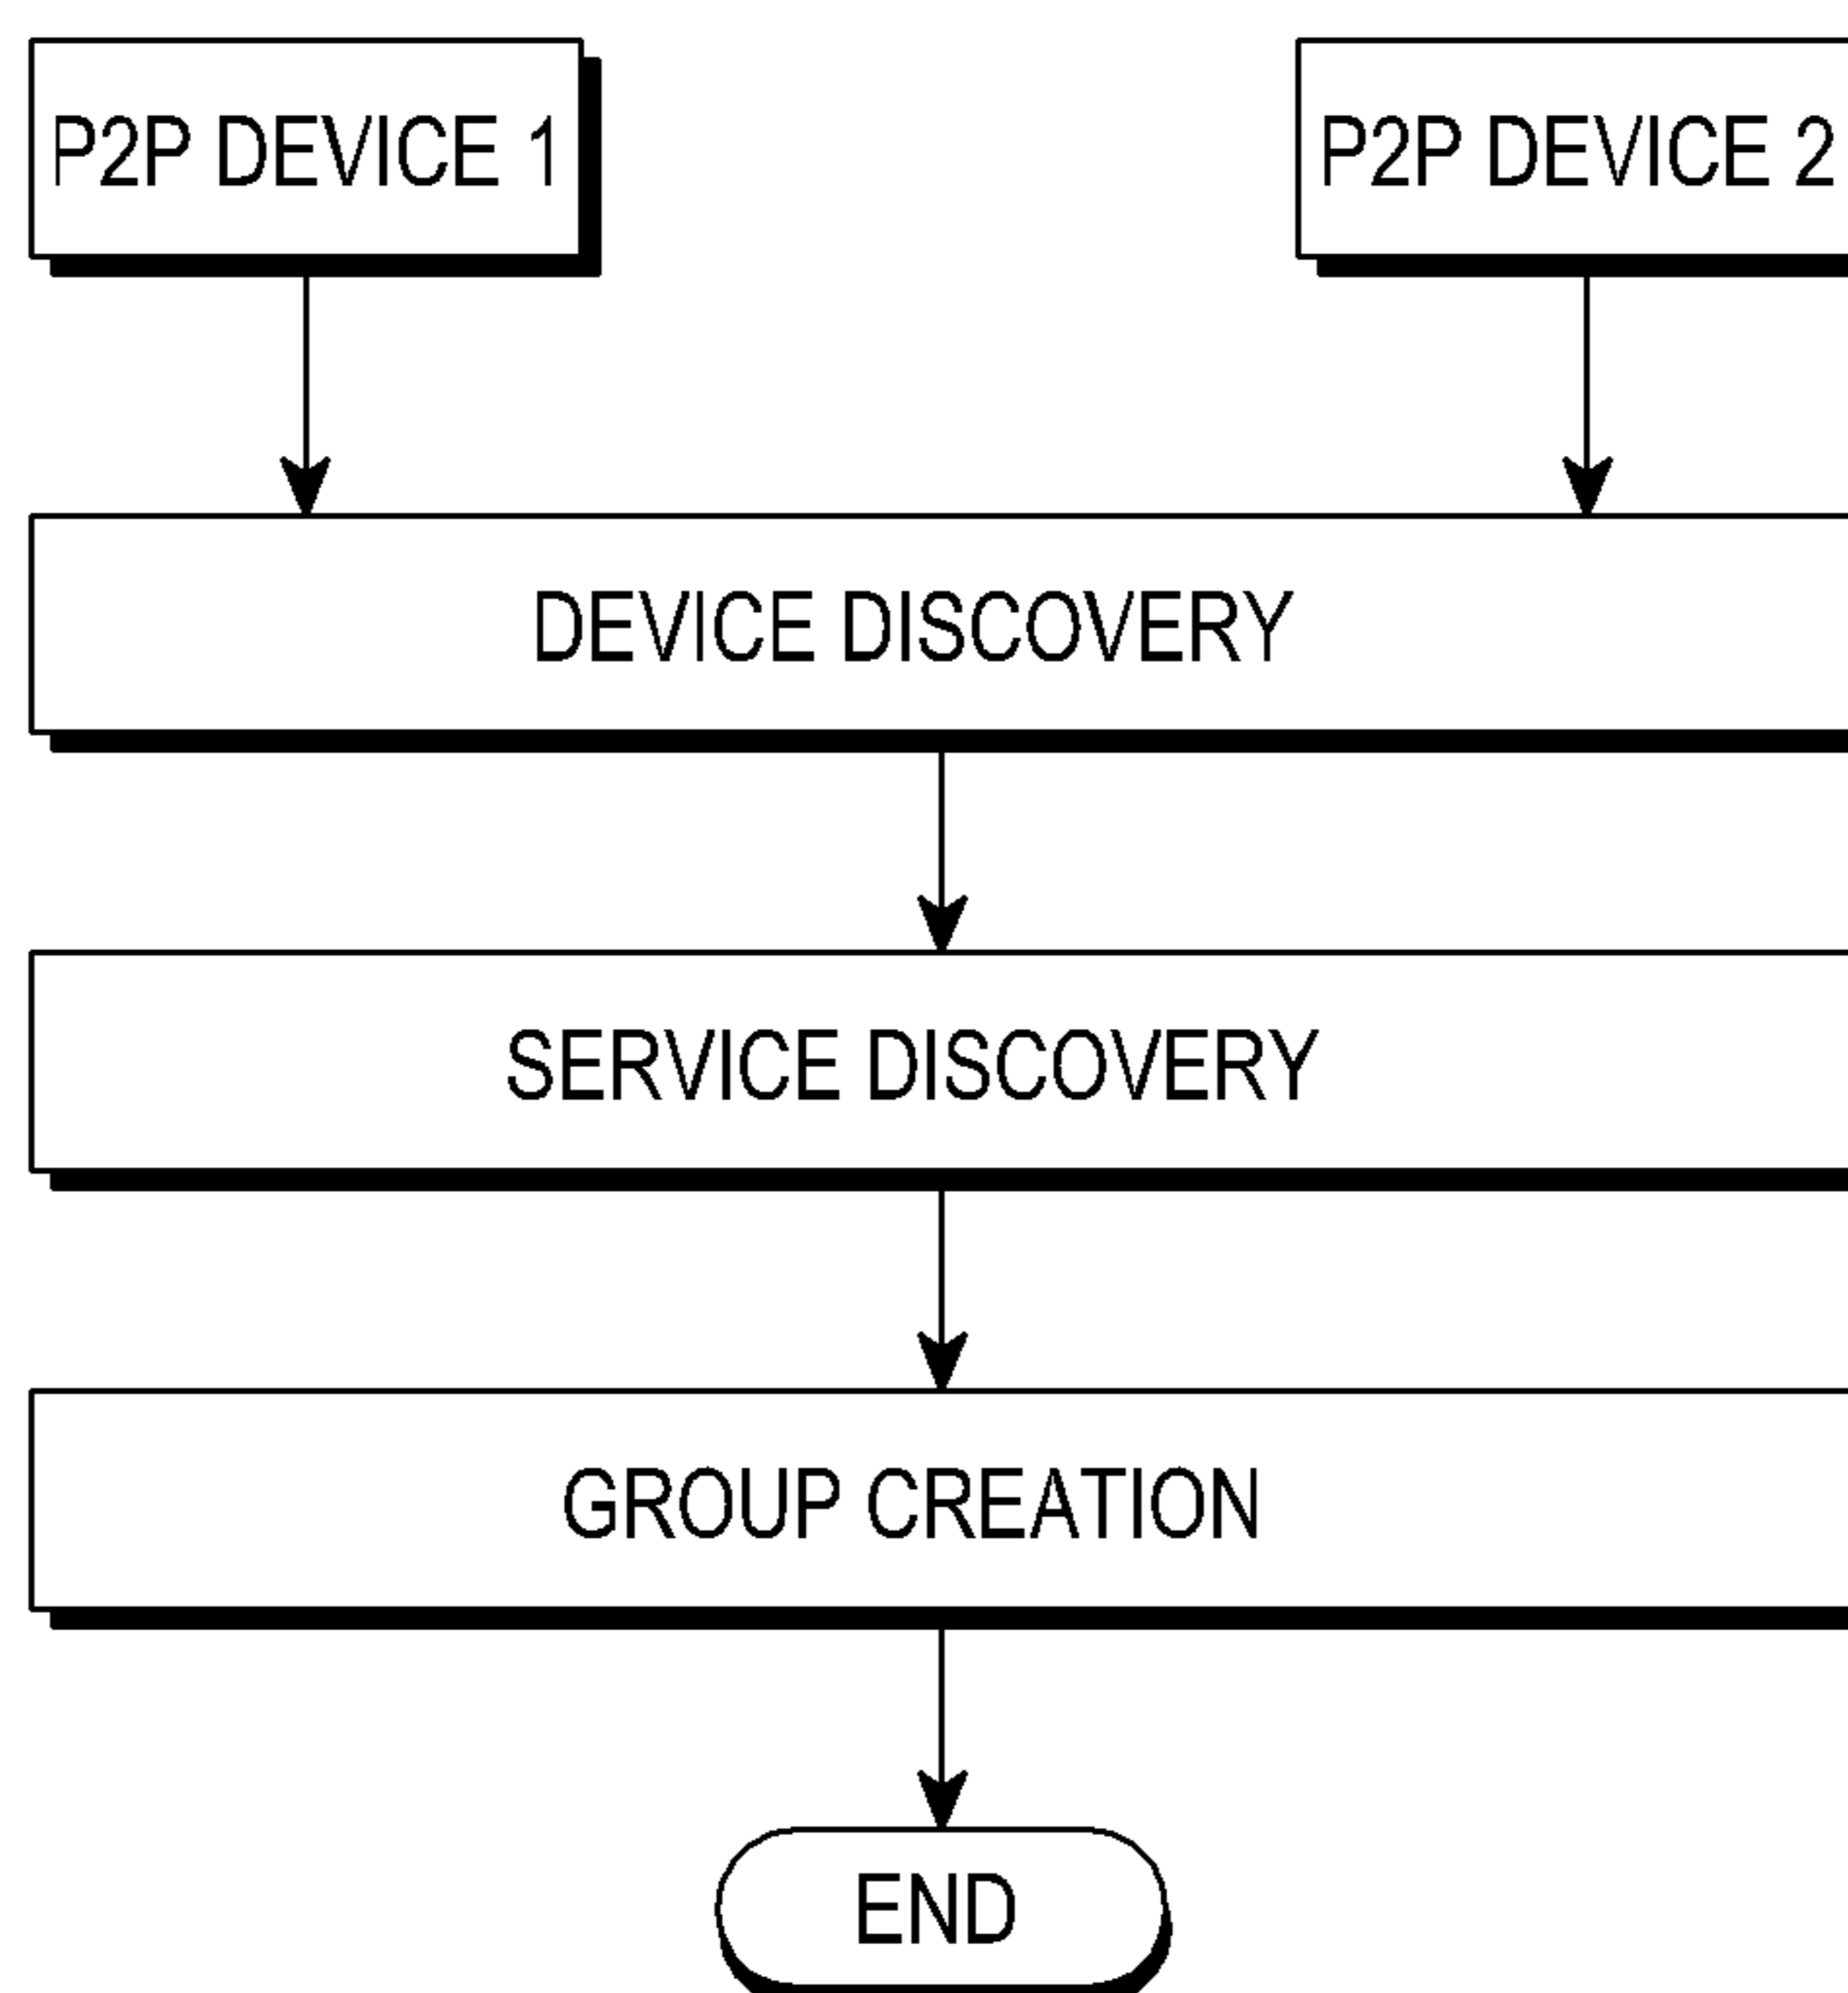 P2P DEVICE 1
P2P DEVICE 2
DEVICE DISCOVERY
SERVICE DISCOVERY
GROUP CREATION
END